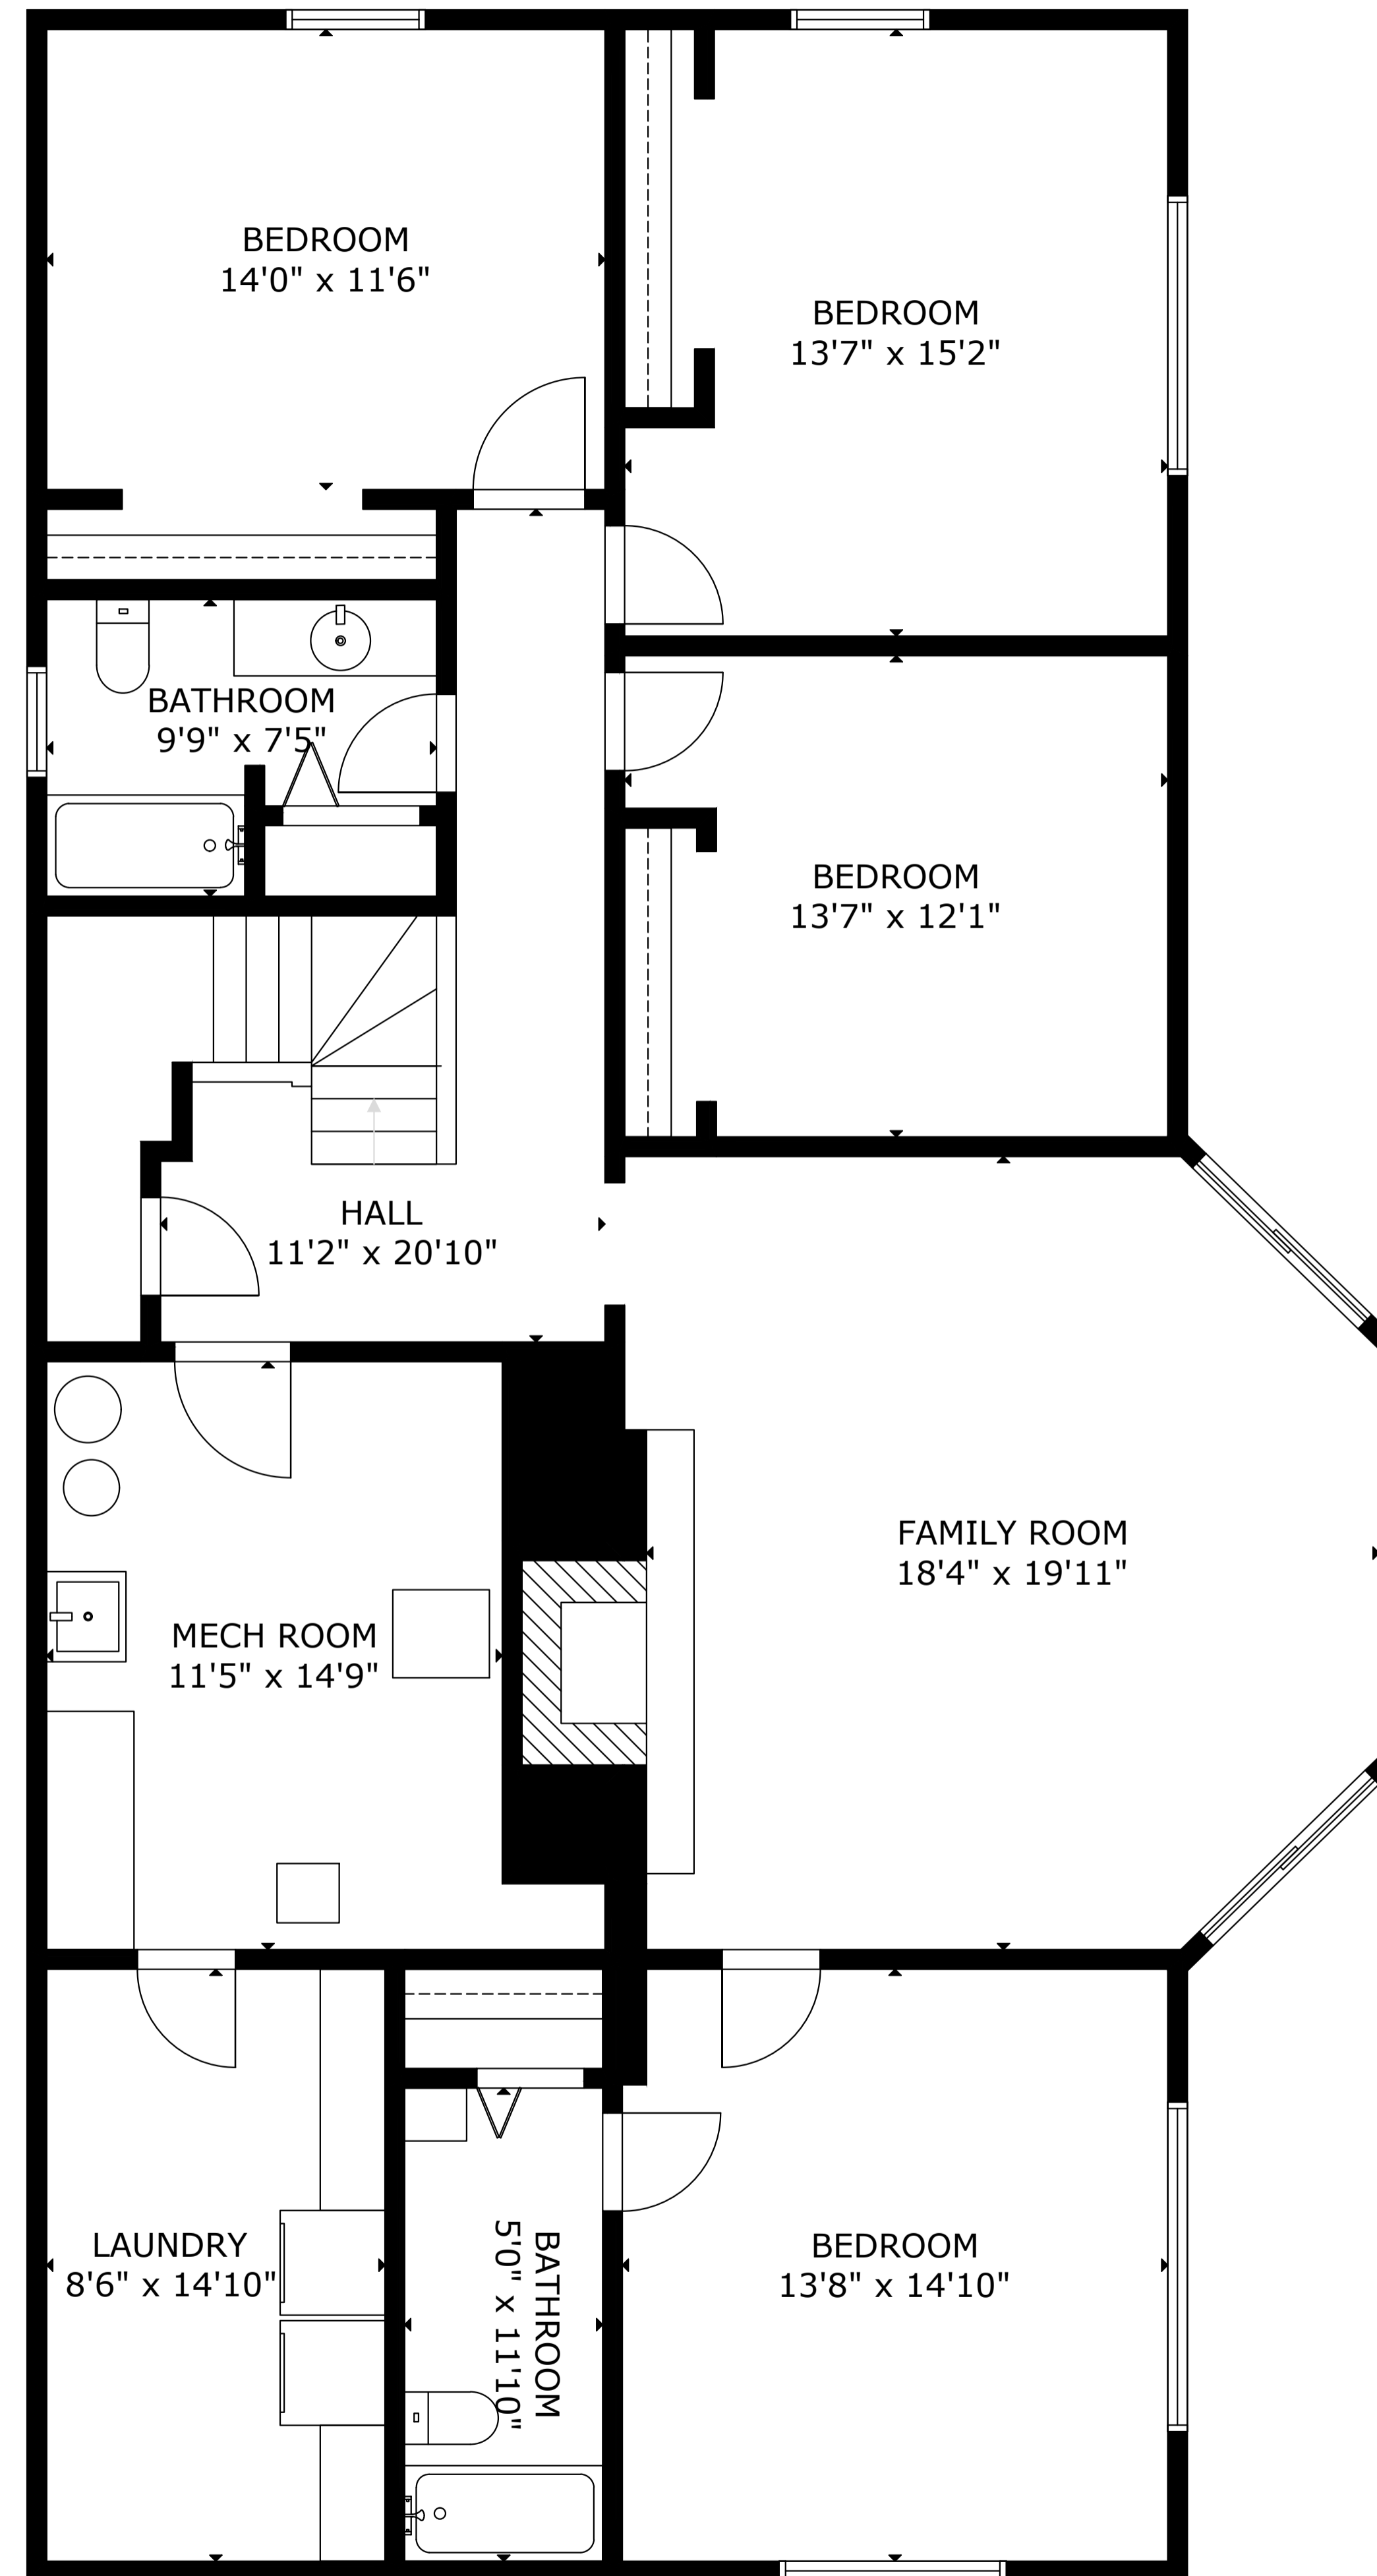 BEDROOM
14'0" x 11'6"
BEDROOM
13'7" x 15'2"
BATHROOM
9'9" x 7'5"
BEDROOM
13'7" x 12'1"
HALL
11'2" x 20'10"
FAMILY ROOM
18'4" x 19'11"
MECH ROOM
11'5" x 14'9"
LAUNDRY
8'6" x 14'10"
BATHROOM
5'0" x 11'10"
BEDROOM
13'8" x 14'10"